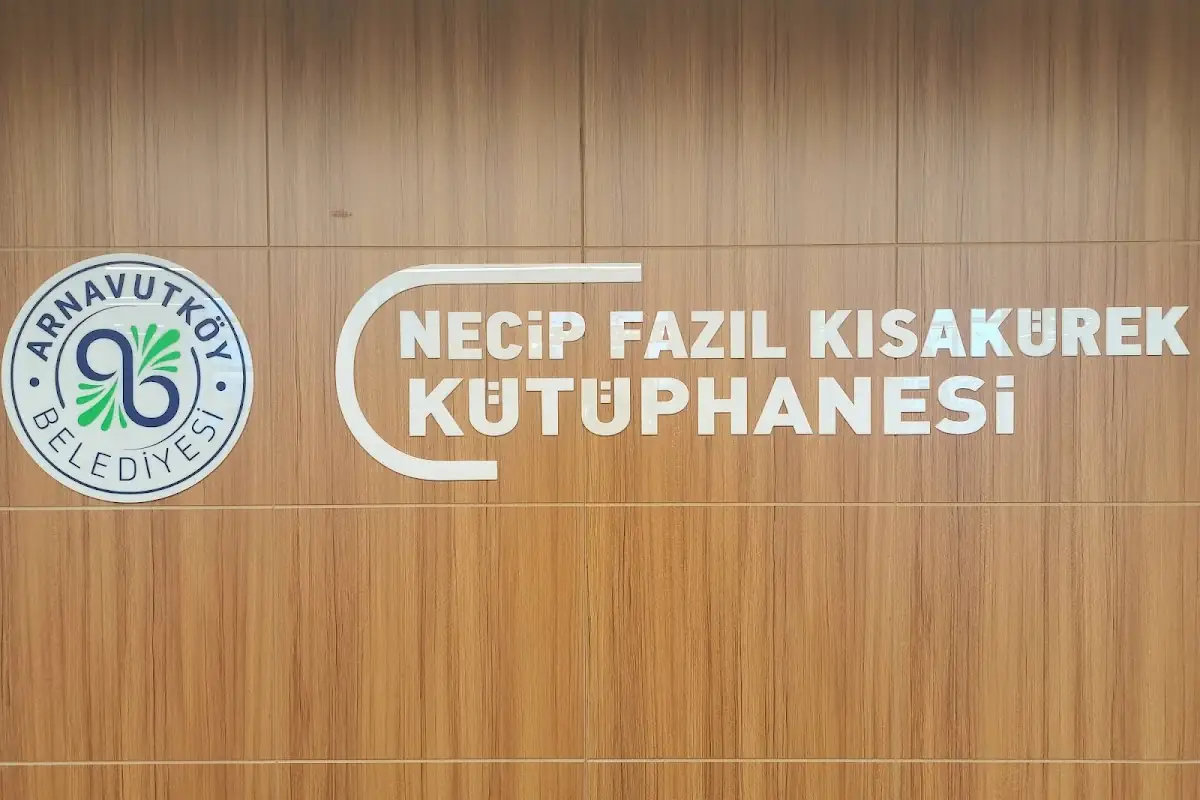 ARNAVUTKÖY
BELEDİYESİ
NECİP FAZIL KISAKÜREK
KÜTÜPHANESİ